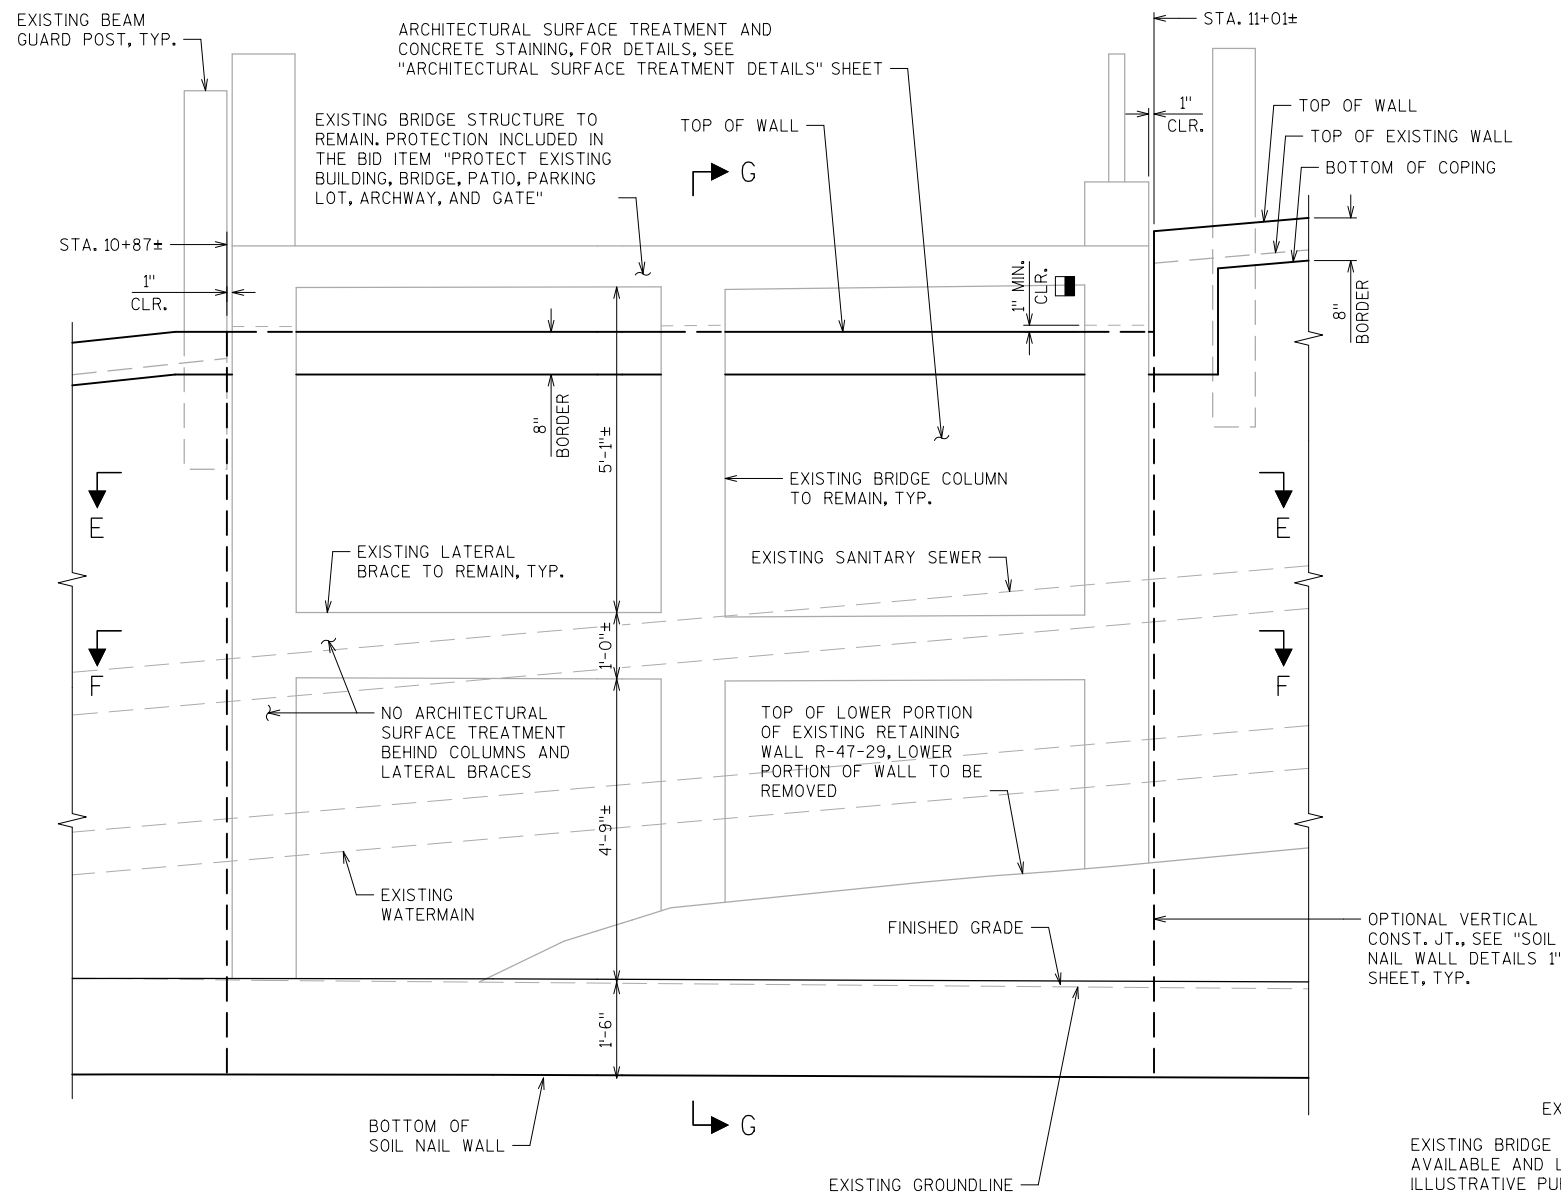 EXISTING BEAM
GUARD POST, TYP.
ARCHITECTURAL SURFACE TREATMENT AND
CONCRETE STAINING, FOR DETAILS, SEE
"ARCHITECTURAL SURFACE TREATMENT DETAILS" SHEET
STA. 11+01±
1"
CLR.
TOP OF WALL
TOP OF EXISTING WALL
BOTTOM OF COPING
EXISTING BRIDGE STRUCTURE TO
REMAIN. PROTECTION INCLUDED IN
THE BID ITEM "PROTECT EXISTING
BUILDING, BRIDGE, PATIO, PARKING
LOT, ARCHWAY, AND GATE"
TOP OF WALL
G
STA. 10+87±
1"
CLR.
1" MIN.
CLR.
8"
BORDER
8"
BORDER
5'-1"±
EXISTING BRIDGE COLUMN
TO REMAIN, TYP.
E
E
EXISTING LATERAL
BRACE TO REMAIN, TYP.
EXISTING SANITARY SEWER
1'-0"±
F
F
NO ARCHITECTURAL
SURFACE TREATMENT
BEHIND COLUMNS AND
LATERAL BRACES
TOP OF LOWER PORTION
OF EXISTING RETAINING
WALL R-47-29, LOWER
PORTION OF WALL TO BE
REMOVED
4'-9"±
EXISTING
WATERMAIN
FINISHED GRADE
OPTIONAL VERTICAL
CONST. JT., SEE "SOIL
NAIL WALL DETAILS 1"
SHEET, TYP.
1'-6"
BOTTOM OF
SOIL NAIL WALL
G
EXISTING GROUNDLINE
EXISTING BRIDGE
AVAILABLE AND